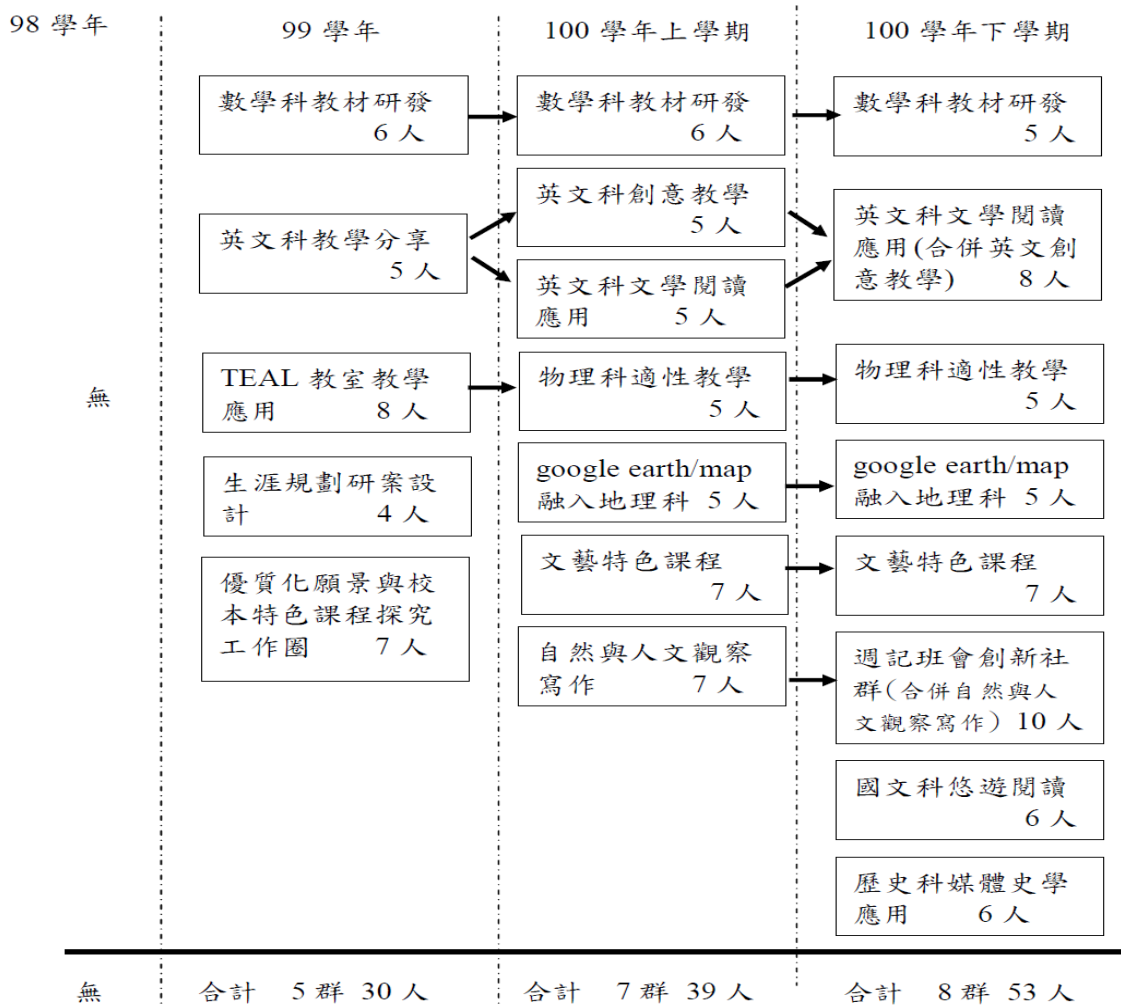 98 學年
99 學年
100 學年上學期
100 學年下學期
無
數學科教材研發
6 人
英文科教學分享
5 人
TEAL 教室教學
應用 8 人
生涯規劃研案設
計 4 人
優質化願景與校
本特色課程探究
工作圈 7 人
數學科教材研發
6 人
英文科創意教學
5 人
英文科文學閱讀
應用 5 人
物理科適性教學
5 人
google earth/map
融入地理科 5 人
文藝特色課程
7 人
自然與人文觀察
寫作 7 人
數學科教材研發
5 人
英文科文學閱讀
應用(合併英文創
意教學) 8 人
物理科適性教學
5 人
google earth/map
融入地理科 5 人
文藝特色課程
7 人
週記班會創新社
群(合併自然與人
文觀察寫作) 10 人
國文科悠遊閱讀
6 人
歷史科媒體史學
應用 6 人
無
合計 5 群 30 人
合計 7 群 39 人
合計 8 群 53 人